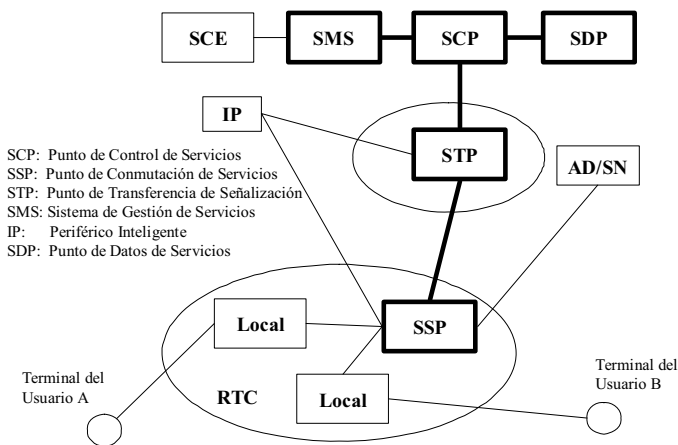 SCE
SMS
SCP
SDP
IP
STP
AD/SN
SCP: Punto de Control de Servicios
SSP: Punto de Conmutación de Servicios
STP: Punto de Transferencia de Señalización
SMS: Sistema de Gestión de Servicios
IP: Periférico Inteligente
SDP: Punto de Datos de Servicios
Local
SSP
RTC
Local
Terminal del
Usuario A
Terminal del
Usuario B